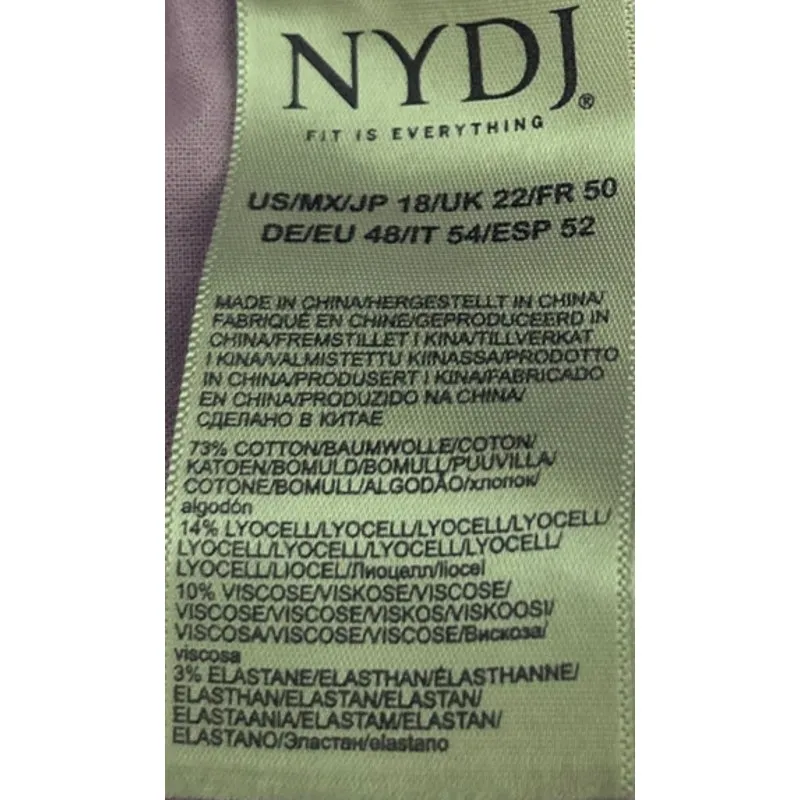 NYDJ®
FIT IS EVERYTHING
US/MX/JP 18/UK 22/FR 50
DE/EU 48/IT 54/ESP 52
MADE IN CHINA/HERGESTELLT IN CHINA/
FABRIQUÉ EN CHINE/GEPRODUCEERD IN
CHINA/FREMSTILLET I KINA/TILLVERKAT
I KINA/VALMISTETTU KIINASSA/PRODOTTO
IN CHINA/PRODUSERT I KINA/FABRICADO
EN CHINA/PRODUZIDO NA CHINA/
СДЕЛАНО В КИТАЕ
73% COTTON/BAUMWOLLE/COTON/
KATOEN/BOMULD/BOMULL/PUUVILLA/
COTONE/BOMULL/ALGODÃO/хлопок/
algodón
14% LYOCELL/LYOCELL/LYOCELL/LYOCELL/
LYOCELL/LYOCELL/LYOCELL/LYOCELL/
LYOCELL/LIOCEL/Лиоцелл/liocel
10% VISCOSE/VISKOSE/VISCOSE/
VISCOSE/VISCOSE/VISKOS/VISKOOSI/
VISCOSA/VISCOSE/VISCOSE/Вискоза/
viscosa
3% ELASTANE/ELASTHAN/ÉLASTHANNE/
ELASTHAN/ELASTAN/ELASTAN/
ELASTAANIA/ELASTAM/ELASTAN/
ELASTANO/Эластан/elastano